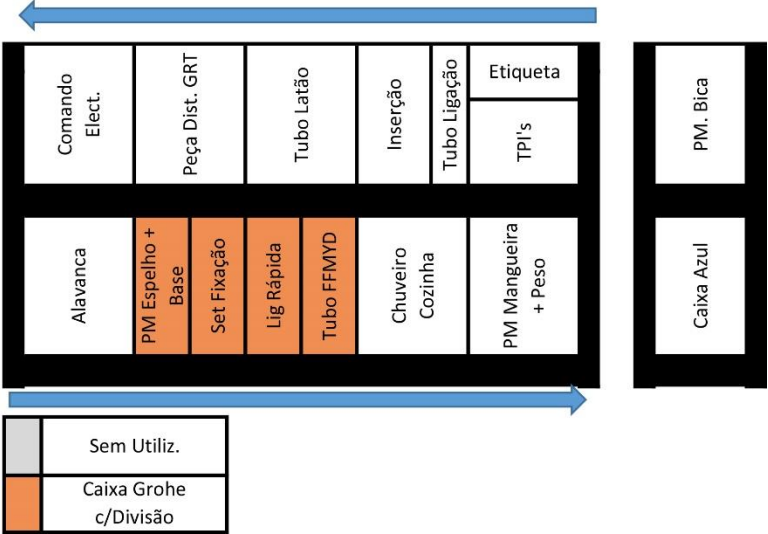 Comando
Elect.
Peça Dist. GRT
Tubo Latão
Inserção
Tubo Ligação
Etiqueta
TPI's
PM. Bica
Alavanca
PM Espelho +
Base
Set Fixação
Lig Rápida
Tubo FFMYD
Chuveiro
Cozinha
PM Mangueira
+ Peso
Caixa Azul
Sem Utiliz.
Caixa Grohe
c/Divisão